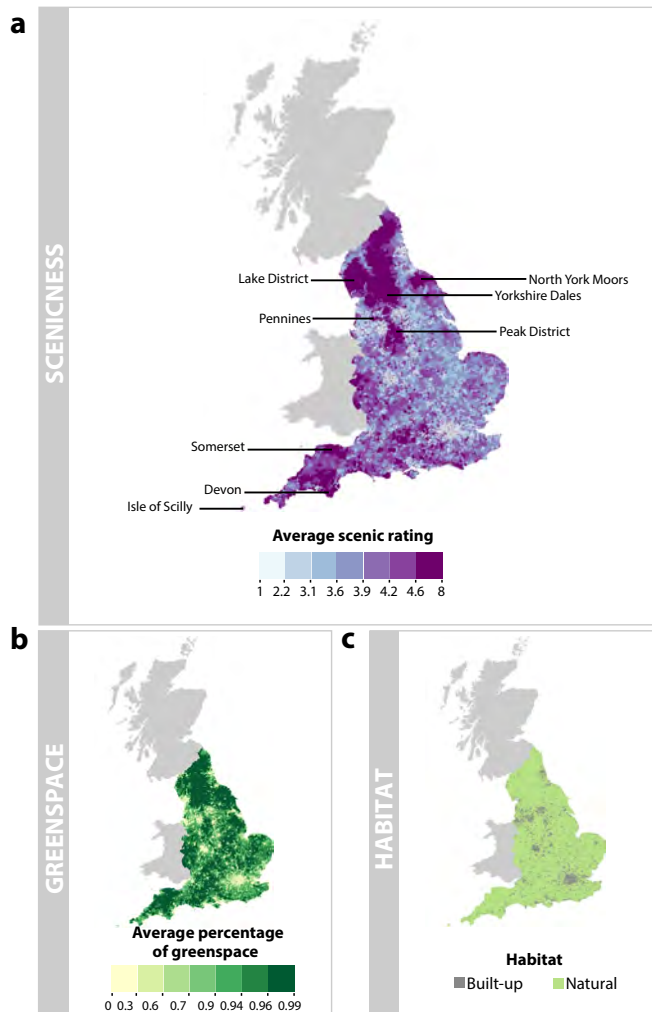 a
SCENICNESS
Lake District
North York Moors
Yorkshire Dales
Pennines
Peak District
Somerset
Devon
Isle of Scilly
Average scenic rating
1 2.2 3.1 3.6 3.9 4.2 4.6 8
b
GREENSPACE
Average percentage
of greenspace
0 0.3 0.6 0.7 0.9 0.94 0.96 0.99
c
HABITAT
Habitat
Built-up Natural